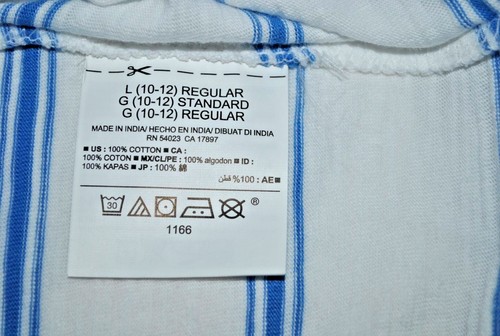 L (10-12) REGULAR
G (10-12) STANDARD
G (10-12) REGULAR
MADE IN INDIA/ HECHO EN INDIA/ DIBUAT DI INDIA
RN 54023 CA 17897
■ US : 100% COTTON ■ CA :
100% COTON ■ MX/CL/PE : 100% algodon ■ ID :
100% KAPAS ■ JP : 100% 綿
■AE : 100% قطن
30 ®
1166